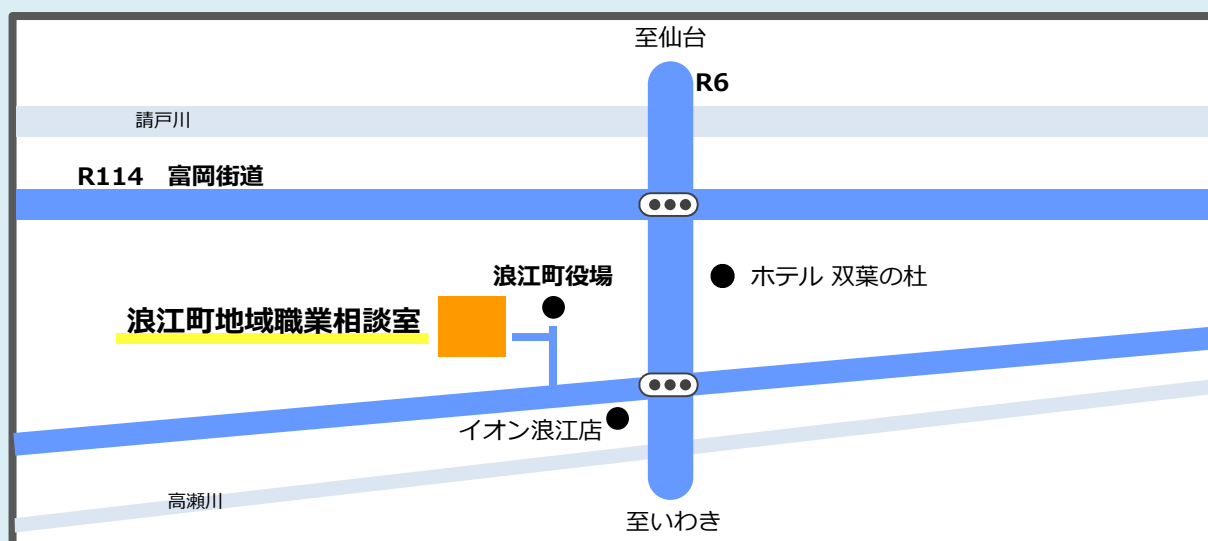 至仙台
R6
請戸川
R114 富岡街道
浪江町役場
ホテル 双葉の杜
浪江町地域職業相談室
イオン浪江店
高瀬川
至いわき